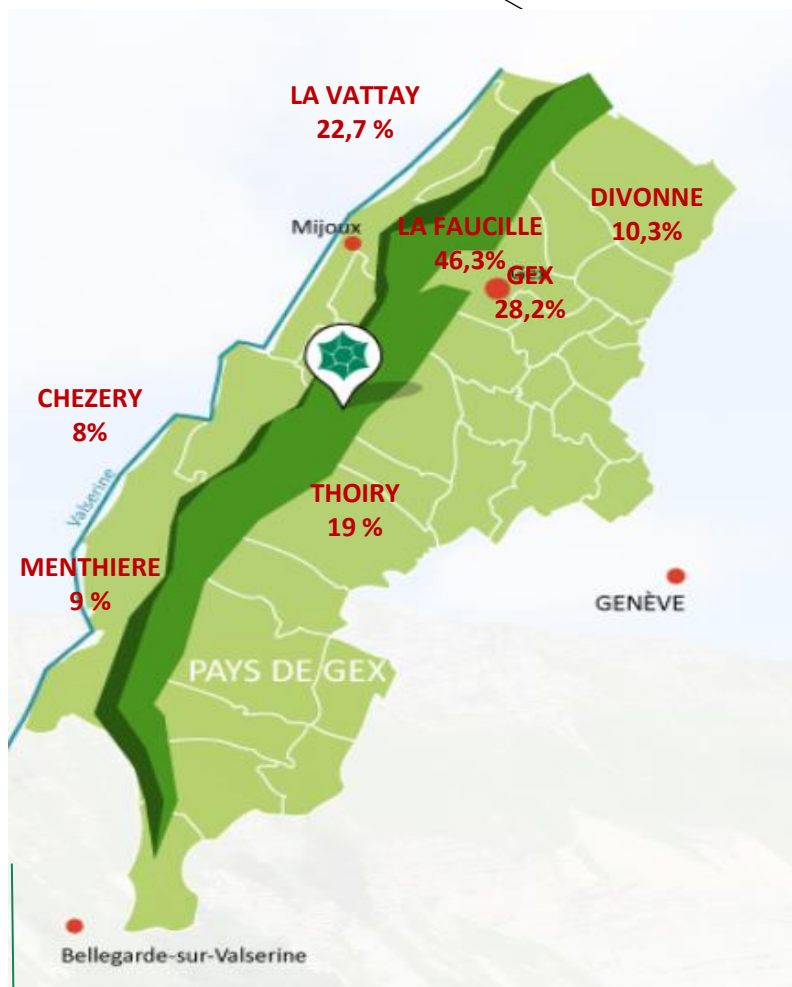 LA VATTAY
22,7 %
DIVONNE
10,3%
Mijoux
LA FAUCILLE
46,3%
GEX
28,2%
CHEZERY
8%
Valserine
THOIRY
19 %
MENTHIERE
9 %
GENÈVE
PAYS DE GEX
Bellegarde-sur-Valserine